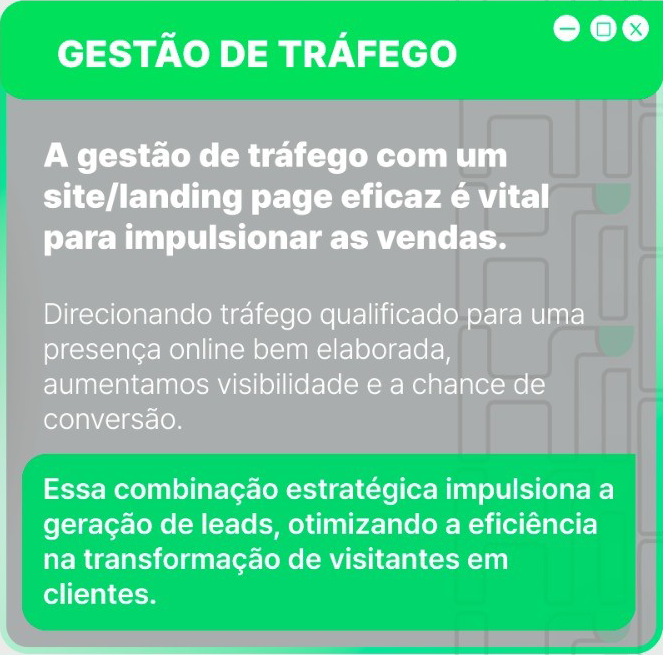 GESTÃO DE TRÁFEGO
A gestão de tráfego com um
site/landing page eficaz é vital
para impulsionar as vendas.
Direcionando tráfego qualificado para uma
presença online bem elaborada,
aumentamos visibilidade e a chance de
conversão.
Essa combinação estratégica impulsiona a
geração de leads, otimizando a eficiência
na transformação de visitantes em
clientes.